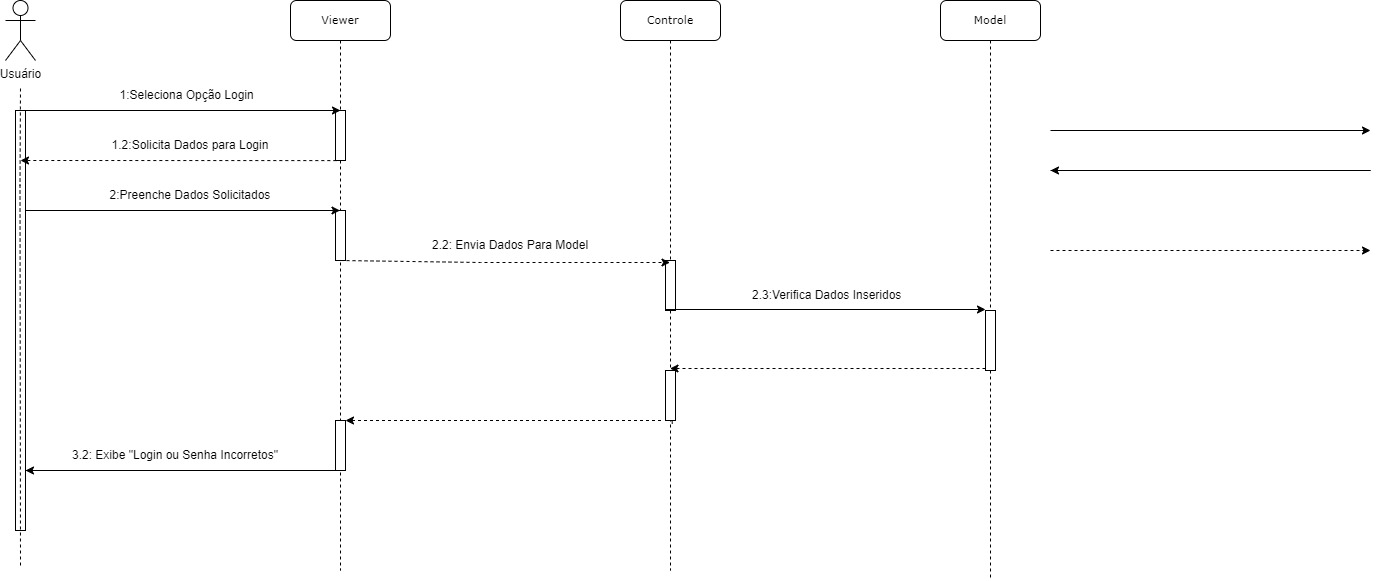 Viewer
Controle
Model
Usuário
1:Seleciona Opção Login
1.2:Solicita Dados para Login
2:Preenche Dados Solicitados
2.2: Envia Dados Para Model
2.3:Verifica Dados Inseridos
3.2: Exibe "Login ou Senha Incorretos"